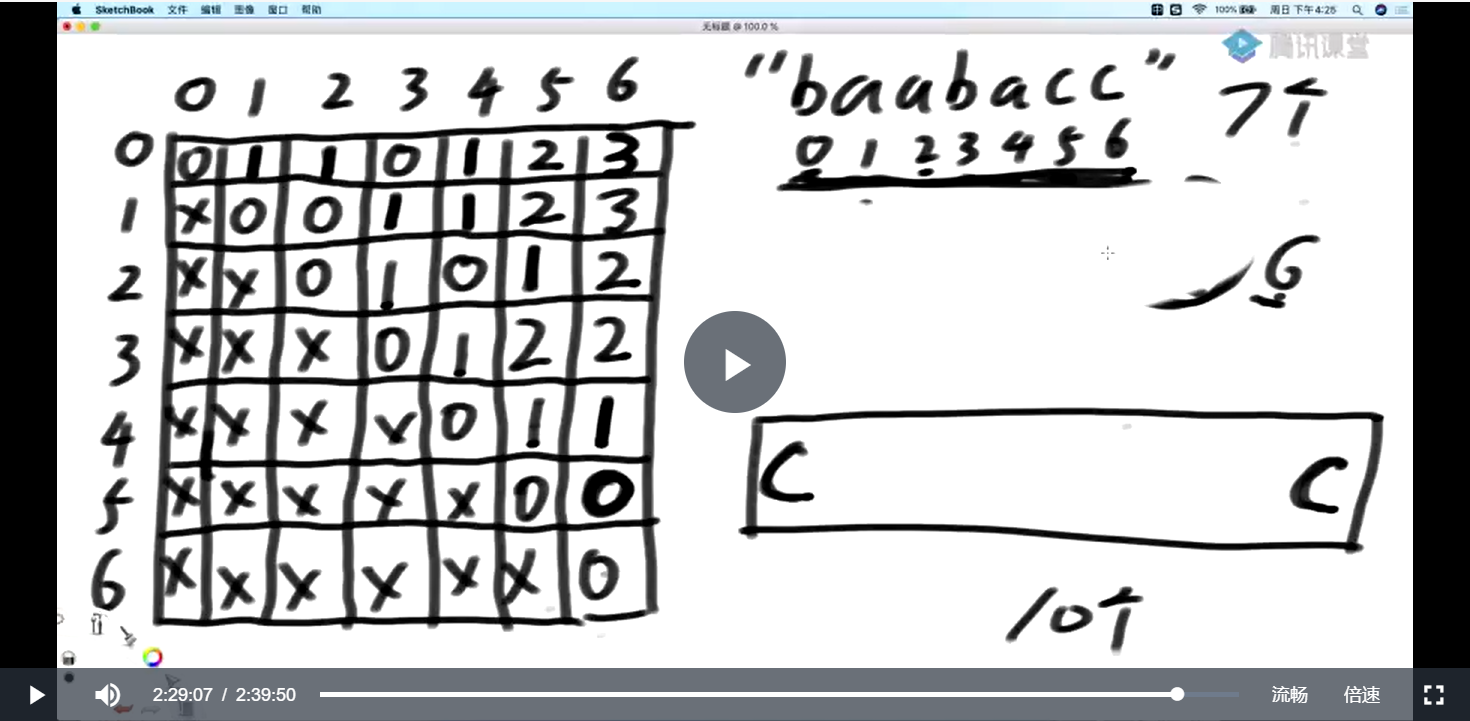 SketchBook 文件 编辑 图像 窗口 帮助 100% 周日 下午4:25
无标题 @ 100.0 %
腾讯课堂
0 1 2 3 4 5 6
0 0 1 1 0 1 2 3
1 x 0 0 1 1 2 3
2 x x 0 1 0 1 2
3 x x x 0 1 2 2
4 x x x x 0 1 1
5 x x x x x 0 0
6 x x x x x x 0
"baabacc" 7个
0 1 2 3 4 5 6
6
C C
10个
2:29:07 / 2:39:50 流畅 倍速